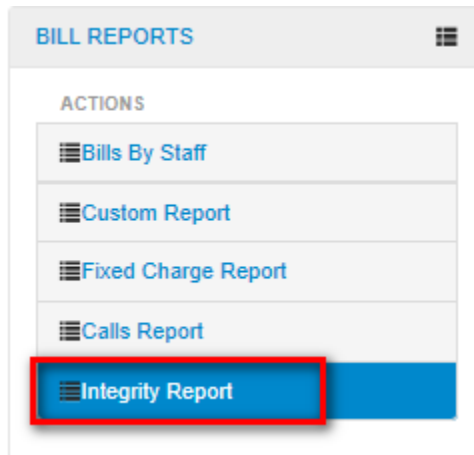 BILL REPORTS
ACTIONS
Bills By Staff
Custom Report
Fixed Charge Report
Calls Report
Integrity Report